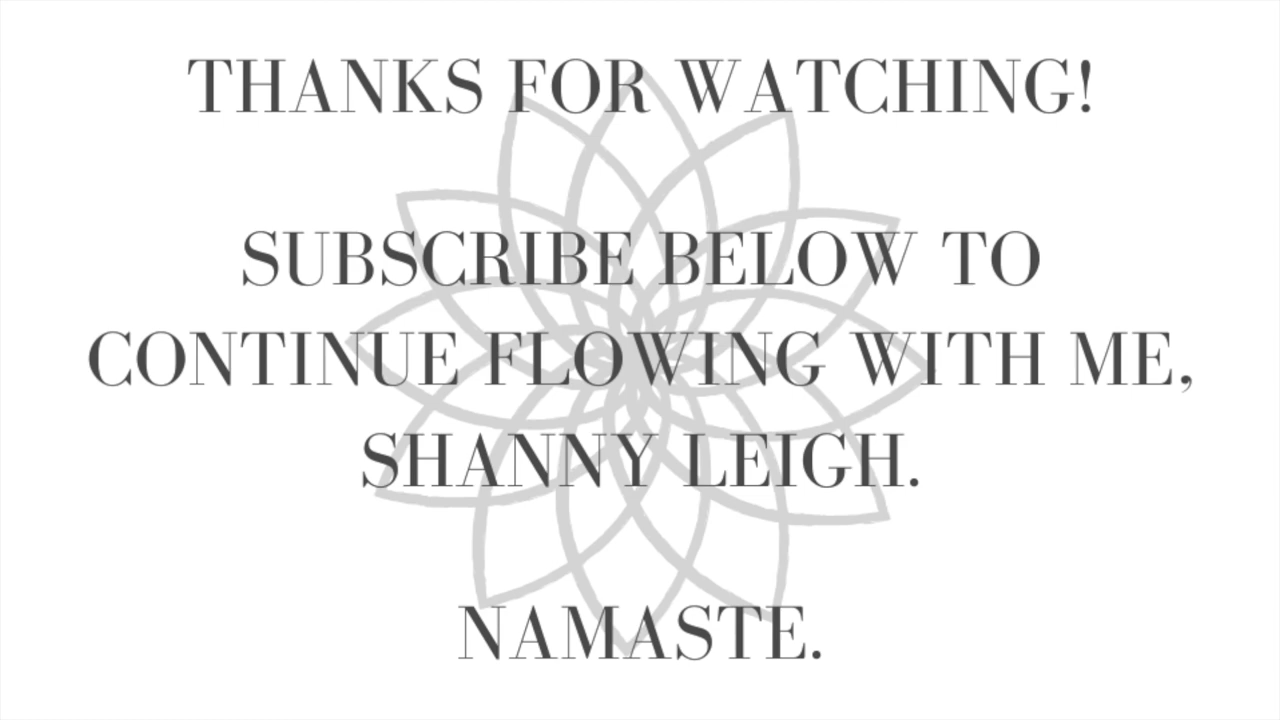 THANKS FOR WATCHING!
SUBSCRIBE BELOW TO
CONTINUE FLOWING WITH ME,
SHANNY LEIGH.
NAMASTE.